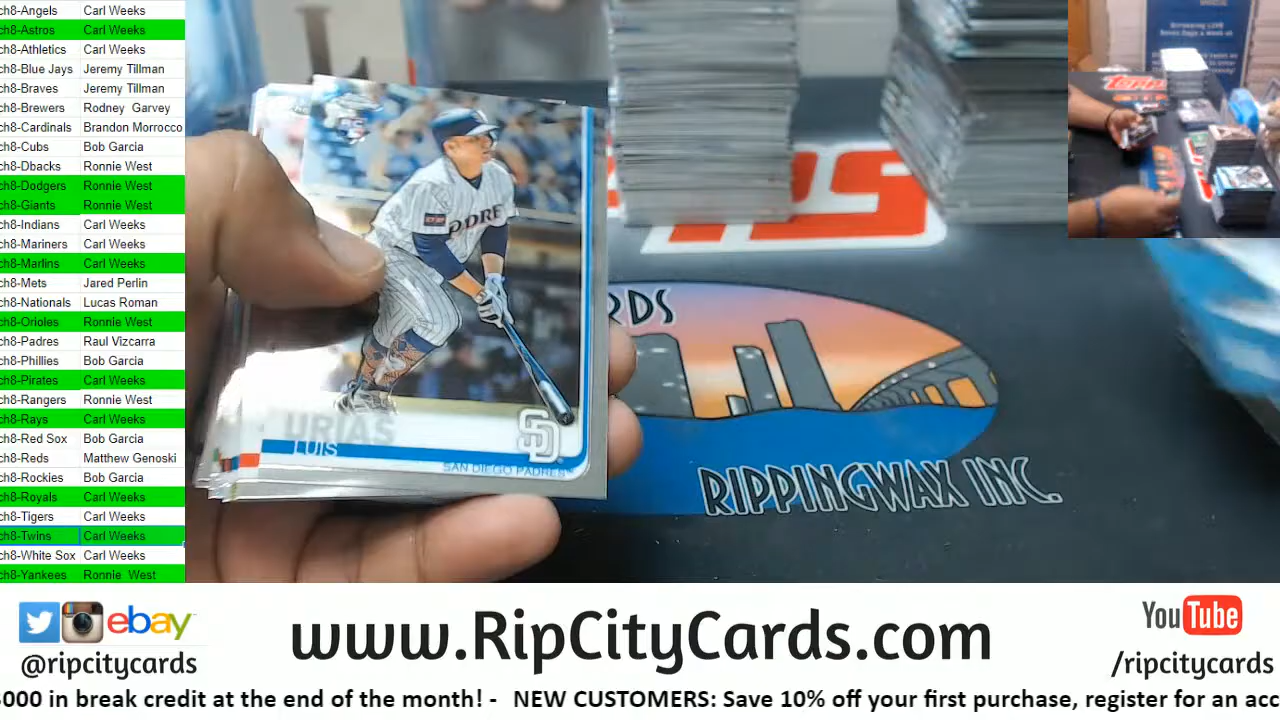 ch8-Angels Carl Weeks
ch8-Astros Carl Weeks
ch8-Athletics Carl Weeks
ch8-Blue Jays Jeremy Tillman
ch8-Braves Jeremy Tillman
ch8-Brewers Rodney Garvey
ch8-Cardinals Brandon Morrocco
ch8-Cubs Bob Garcia
ch8-Dbacks Ronnie West
ch8-Dodgers Ronnie West
ch8-Giants Ronnie West
ch8-Indians Carl Weeks
ch8-Mariners Carl Weeks
ch8-Marlins Carl Weeks
ch8-Mets Jared Perlin
ch8-Nationals Lucas Roman
ch8-Orioles Ronnie West
ch8-Padres Raul Vizcarra
ch8-Phillies Bob Garcia
ch8-Pirates Carl Weeks
ch8-Rangers Ronnie West
ch8-Rays Carl Weeks
ch8-Red Sox Bob Garcia
ch8-Reds Matthew Genoski
ch8-Rockies Bob Garcia
ch8-Royals Carl Weeks
ch8-Tigers Carl Weeks
ch8-Twins Carl Weeks
ch8-White Sox Carl Weeks
ch8-Yankees Ronnie West
PADRE
URIAS
LUIS
SD
SAN DIEGO PADRES
PS
RDS
RIPPINGWAX INC.
Topps
ebay
@ripcitycards
www.RipCityCards.com
YouTube
/ripcitycards
000 in break credit at the end of the month! - NEW CUSTOMERS: Save 10% off your first purchase, register for an acc